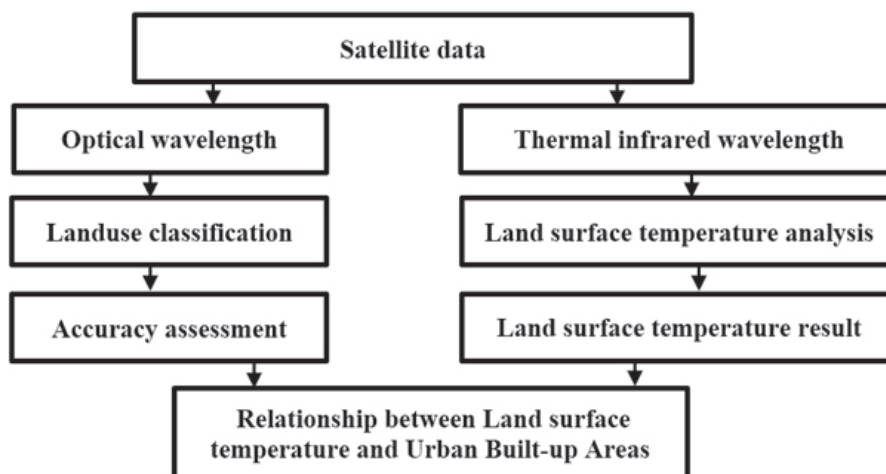 Satellite data
Optical wavelength
Thermal infrared wavelength
Landuse classification
Land surface temperature analysis
Accuracy assessment
Land surface temperature result
Relationship between Land surface
temperature and Urban Built-up Areas